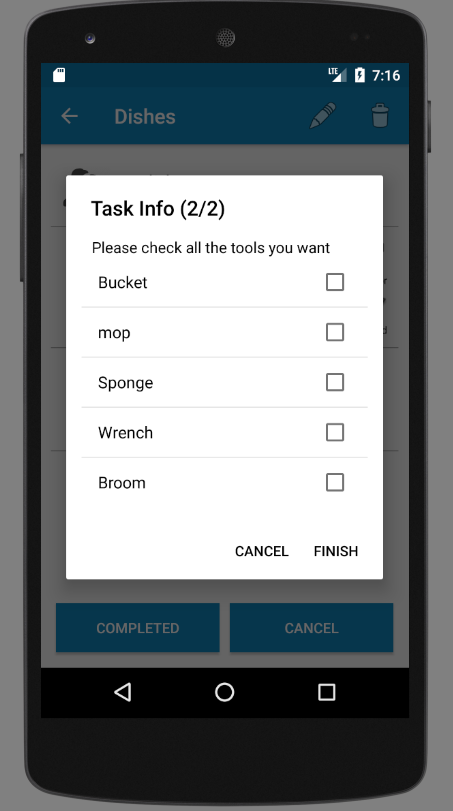 LTE 7:16
Dishes
Task Info (2/2)
Please check all the tools you want
Bucket
mop
Sponge
Wrench
Broom
CANCEL FINISH
COMPLETED CANCEL